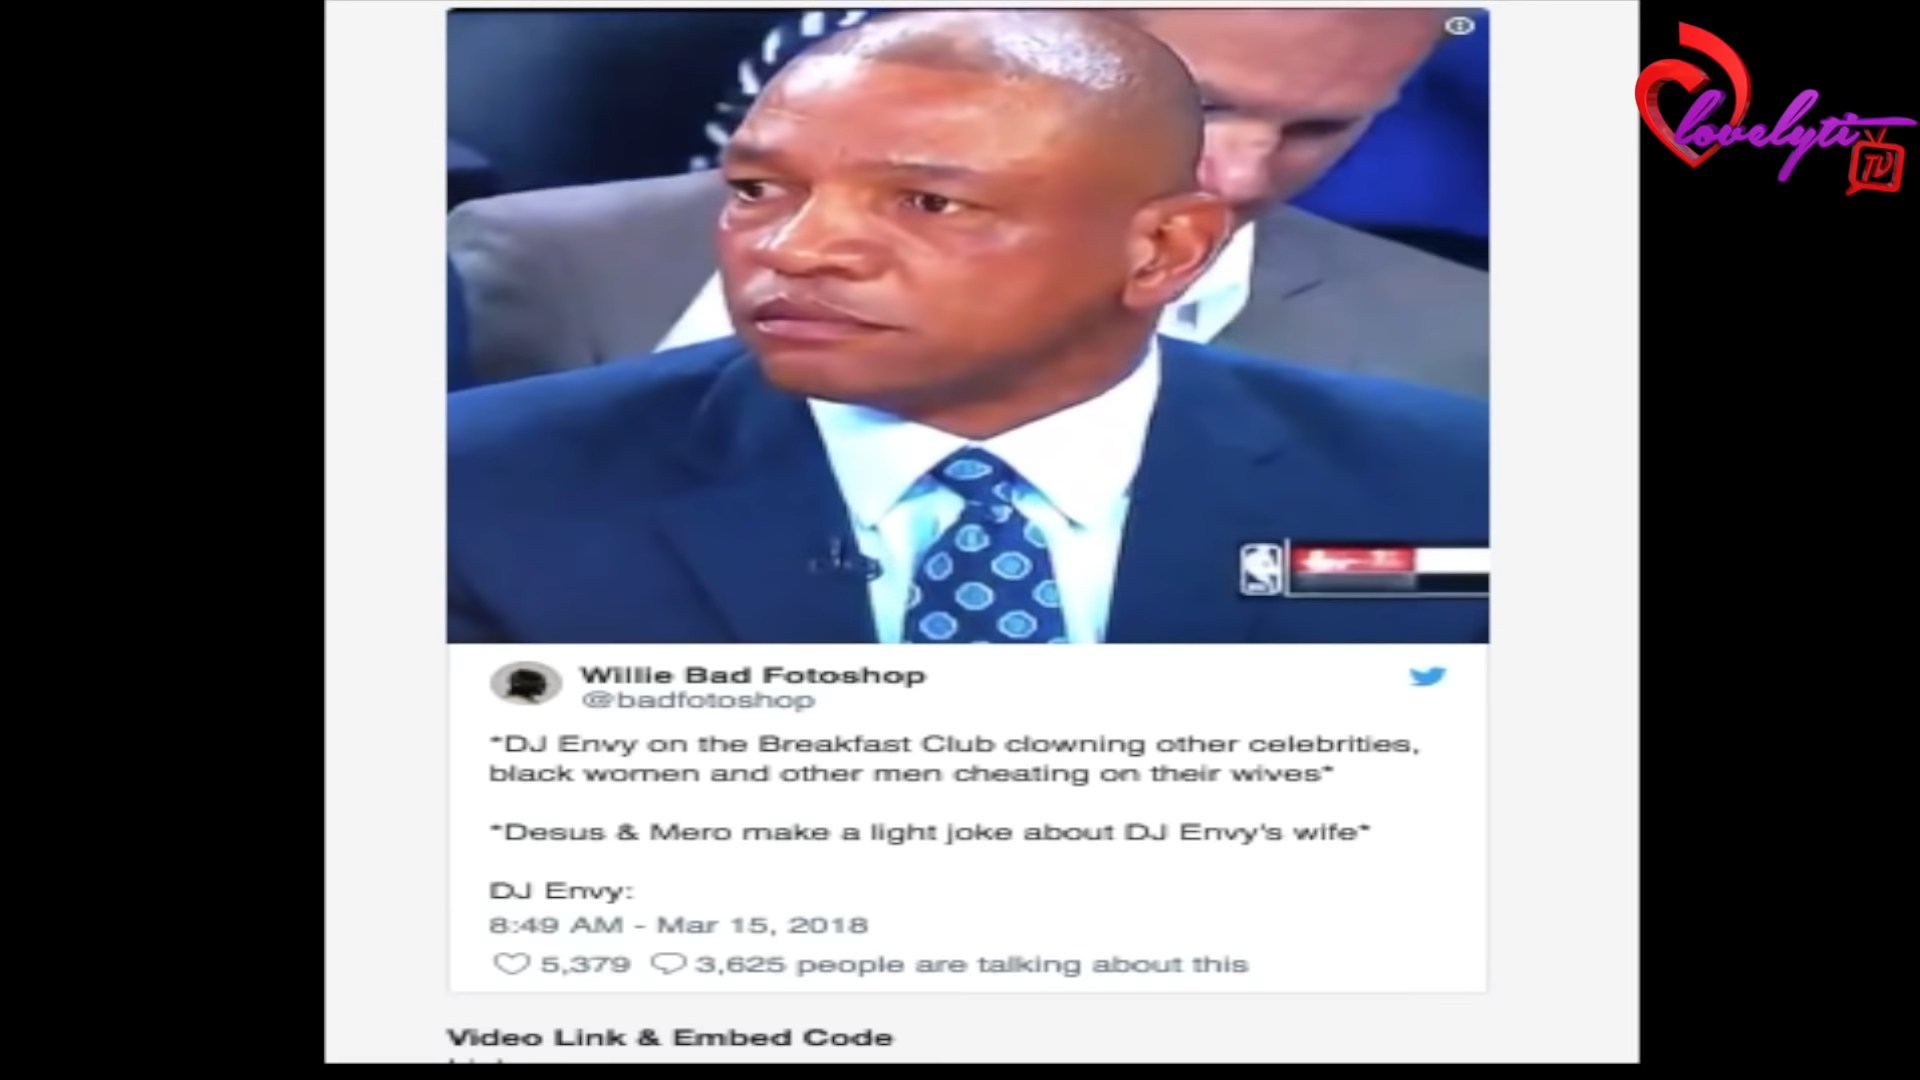 lovelyti
TV
Willie Bad Fotoshop
@badfotoshop
*DJ Envy on the Breakfast Club clowning other celebrities,
black women and other men cheating on their wives*
*Desus & Mero make a light joke about DJ Envy's wife*
DJ Envy:
8:49 AM - Mar 15, 2018
5,379 3,625 people are talking about this
Video Link & Embed Code